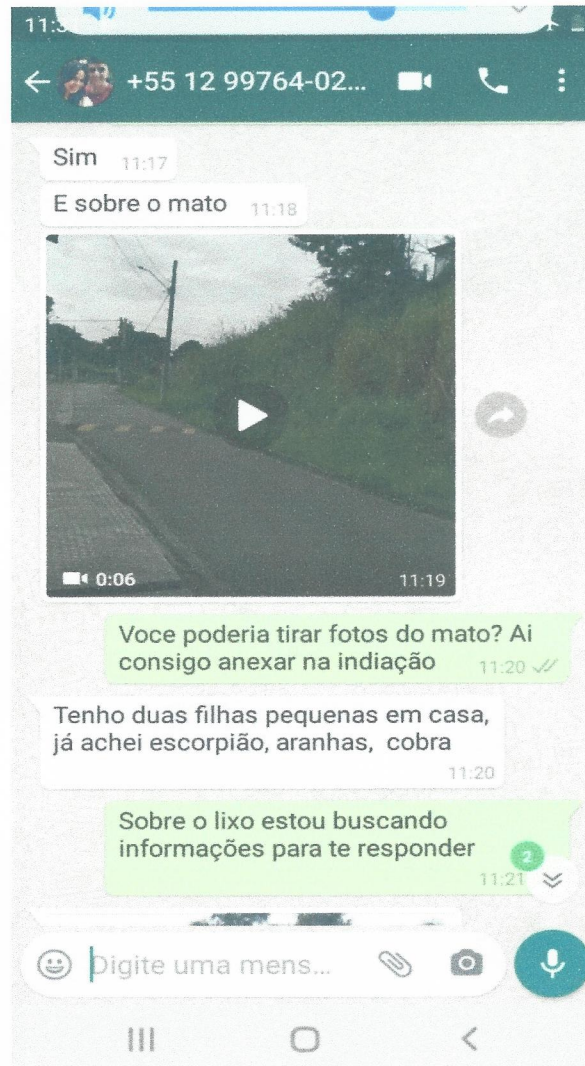 +55 12 99764-02...
Sim 11:17
E sobre o mato 11:18
0:06 11:19
Voce poderia tirar fotos do mato? Ai
consigo anexar na indiação 11:20
Tenho duas filhas pequenas em casa,
já achei escorpião, aranhas, cobra
11:20
Sobre o lixo estou buscando
informações para te responder
2
11:21
Digite uma mens...